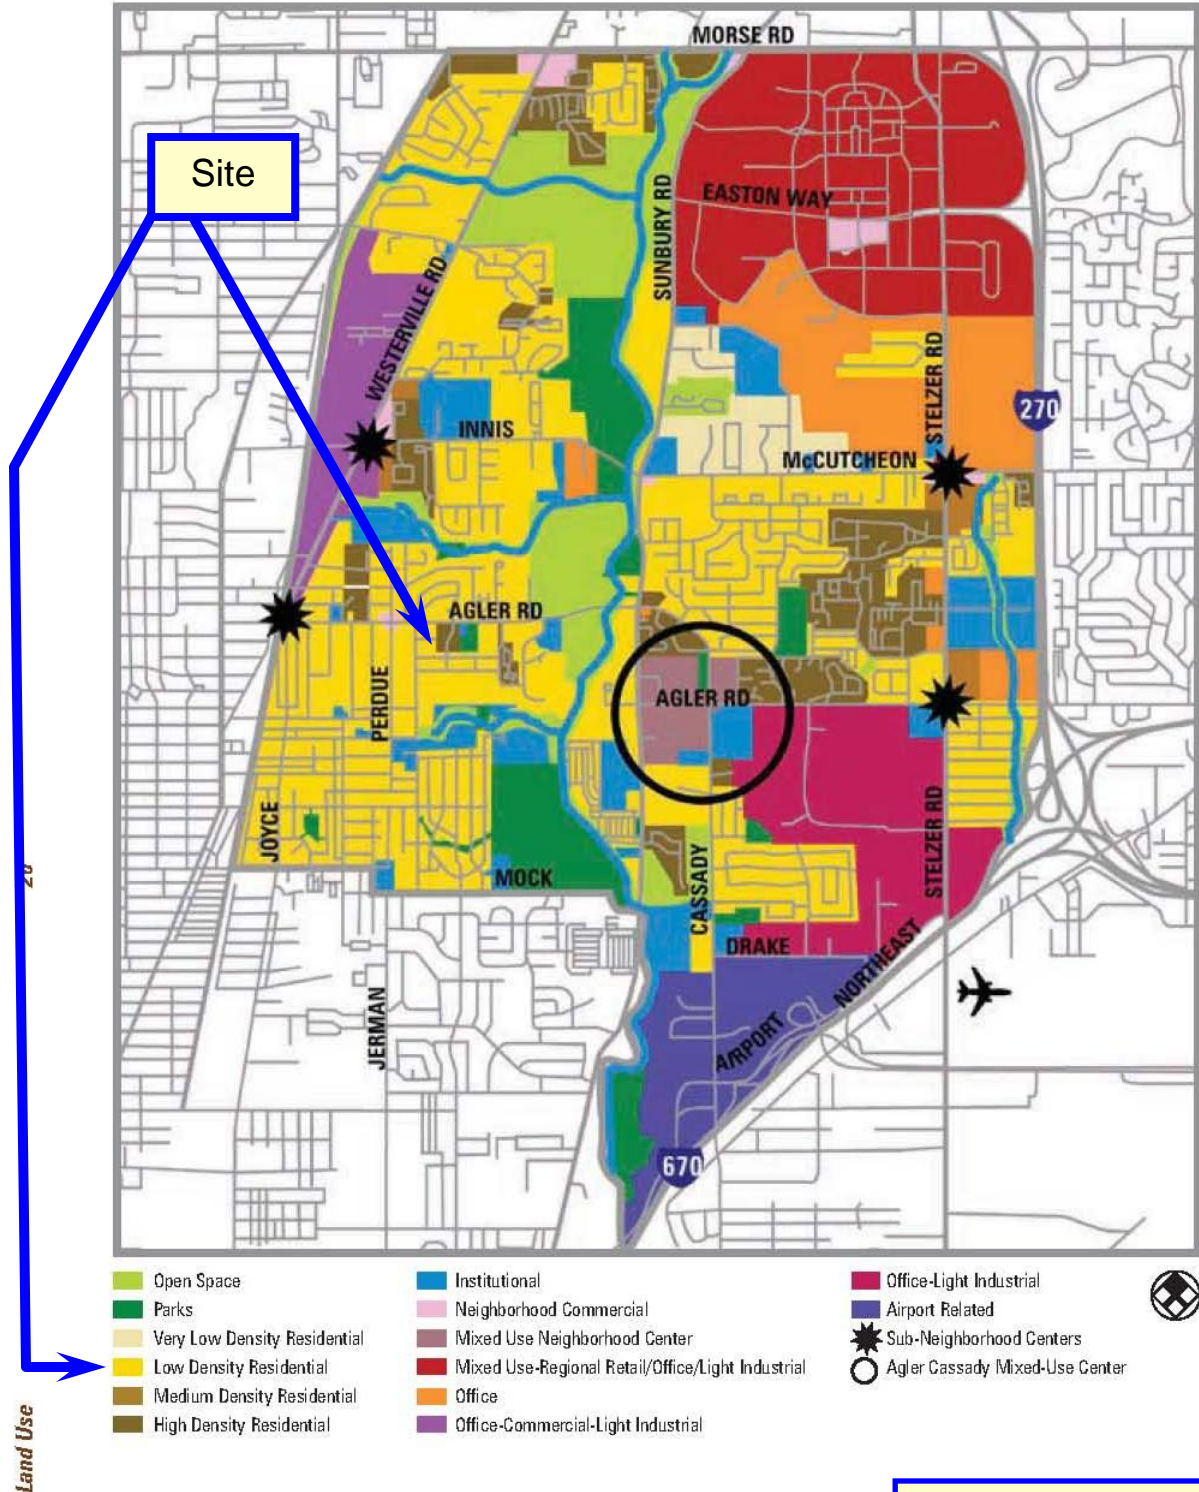 MORSE RD
Site
EASTON WAY
SUNBURY RD
WESTERVILLE RD
STELZER RD
270
INNIS
McCUTCHEON
AGLER RD
PERDUE
AGLER RD
JOYCE
STELZER RD
20
MOCK
CASSADY
DRAKE
NORTHEAST
JERMAN
AIRPORT
670
Open Space
Parks
Very Low Density Residential
Low Density Residential
Medium Density Residential
High Density Residential
Institutional
Neighborhood Commercial
Mixed Use Neighborhood Center
Mixed Use-Regional Retail/Office/Light Industrial
Office
Office-Commercial-Light Industrial
Office-Light Industrial
Airport Related
Sub-Neighborhood Centers
Agler Cassady Mixed-Use Center
Land Use